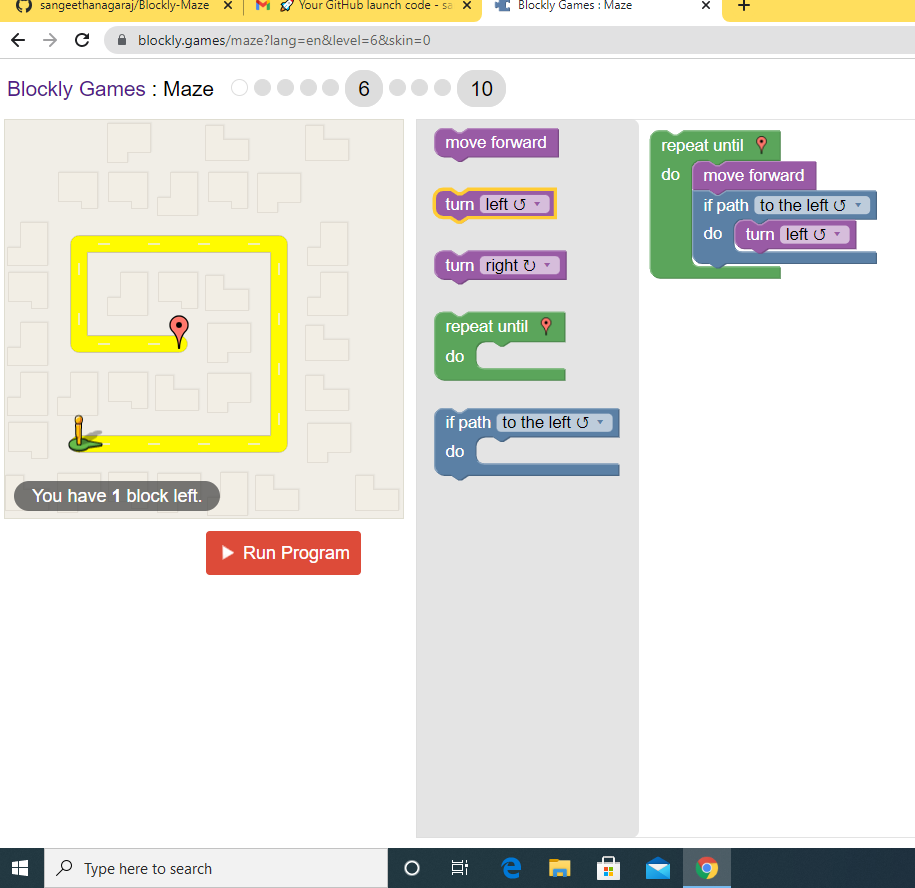 sangeethanagaraj/Blockly-Maze
Your GitHub launch code - sa
Blockly Games : Maze
blockly.games/maze?lang=en&level=6&skin=0
Blockly Games : Maze
6
10
move forward
turn left ↺
turn right ↻
repeat until
do
if path to the left ↺
do
repeat until
do
move forward
if path to the left ↺
do
turn left ↺
You have 1 block left.
Run Program
Type here to search